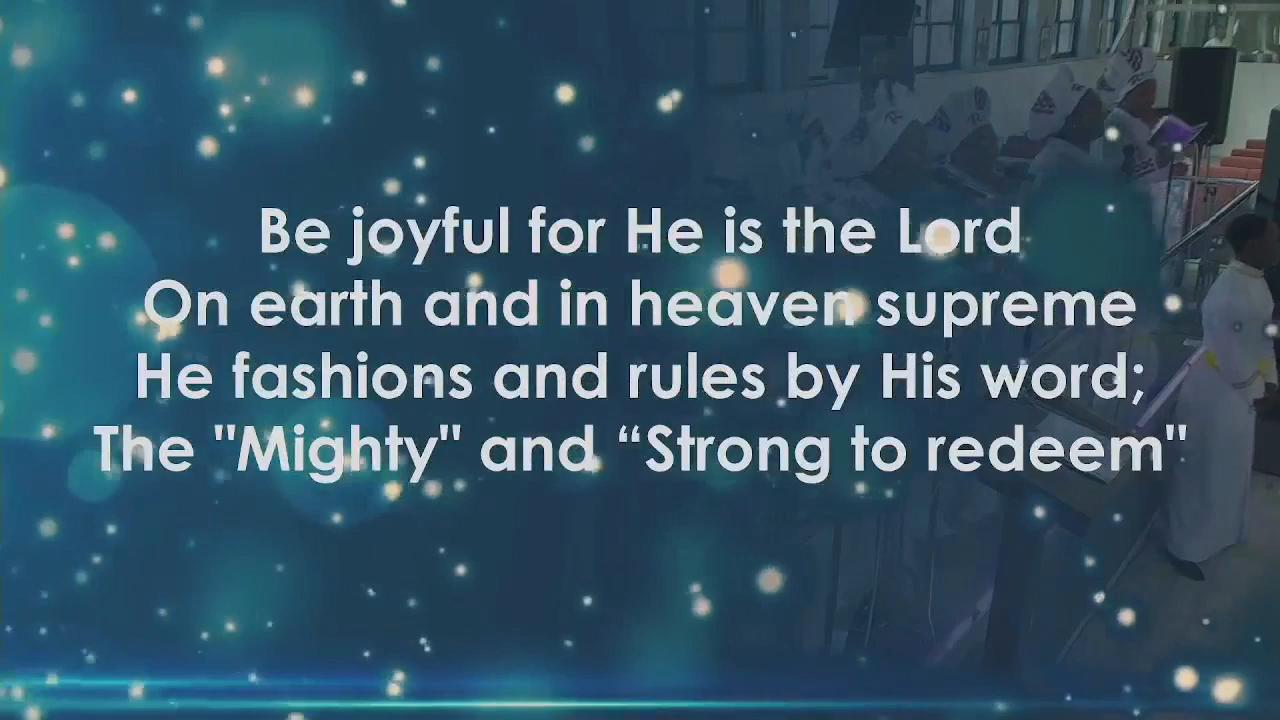 Be joyful for He is the Lord
On earth and in heaven supreme
He fashions and rules by His word;
The "Mighty" and “Strong to redeem"